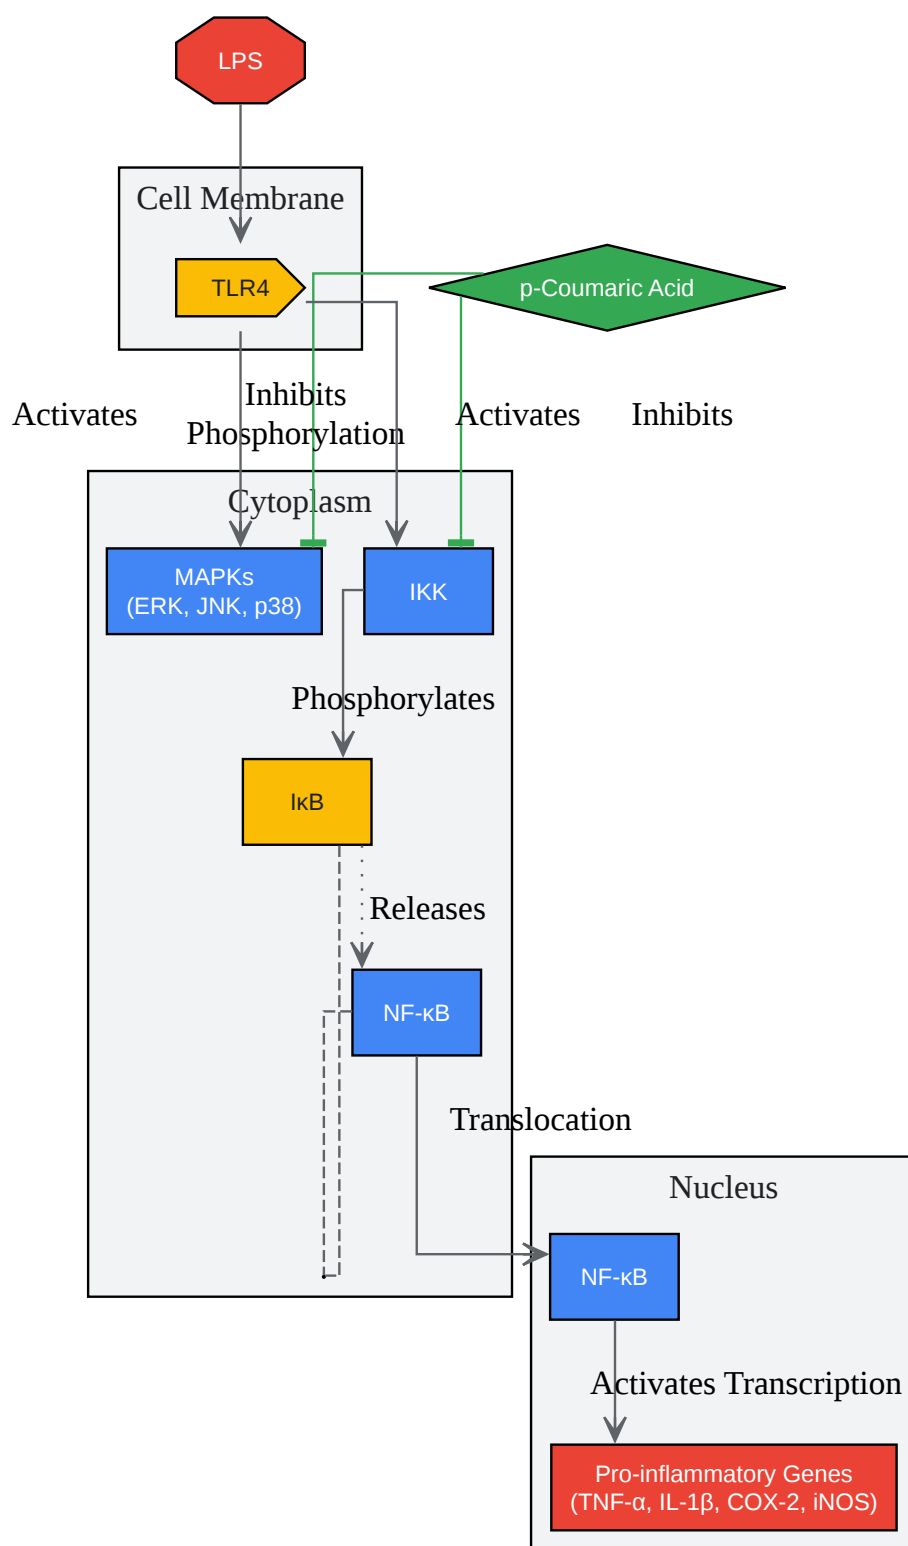 LPS
Cell Membrane
TLR4
p-Coumaric Acid
Activates
Inhibits
Phosphorylation
Activates
Inhibits
Cytoplasm
MAPKs
(ERK, JNK, p38)
IKK
Phosphorylates
IκB
Releases
NF-κB
Translocation
Nucleus
NF-κB
Activates Transcription
Pro-inflammatory Genes
(TNF-α, IL-1β, COX-2, iNOS)